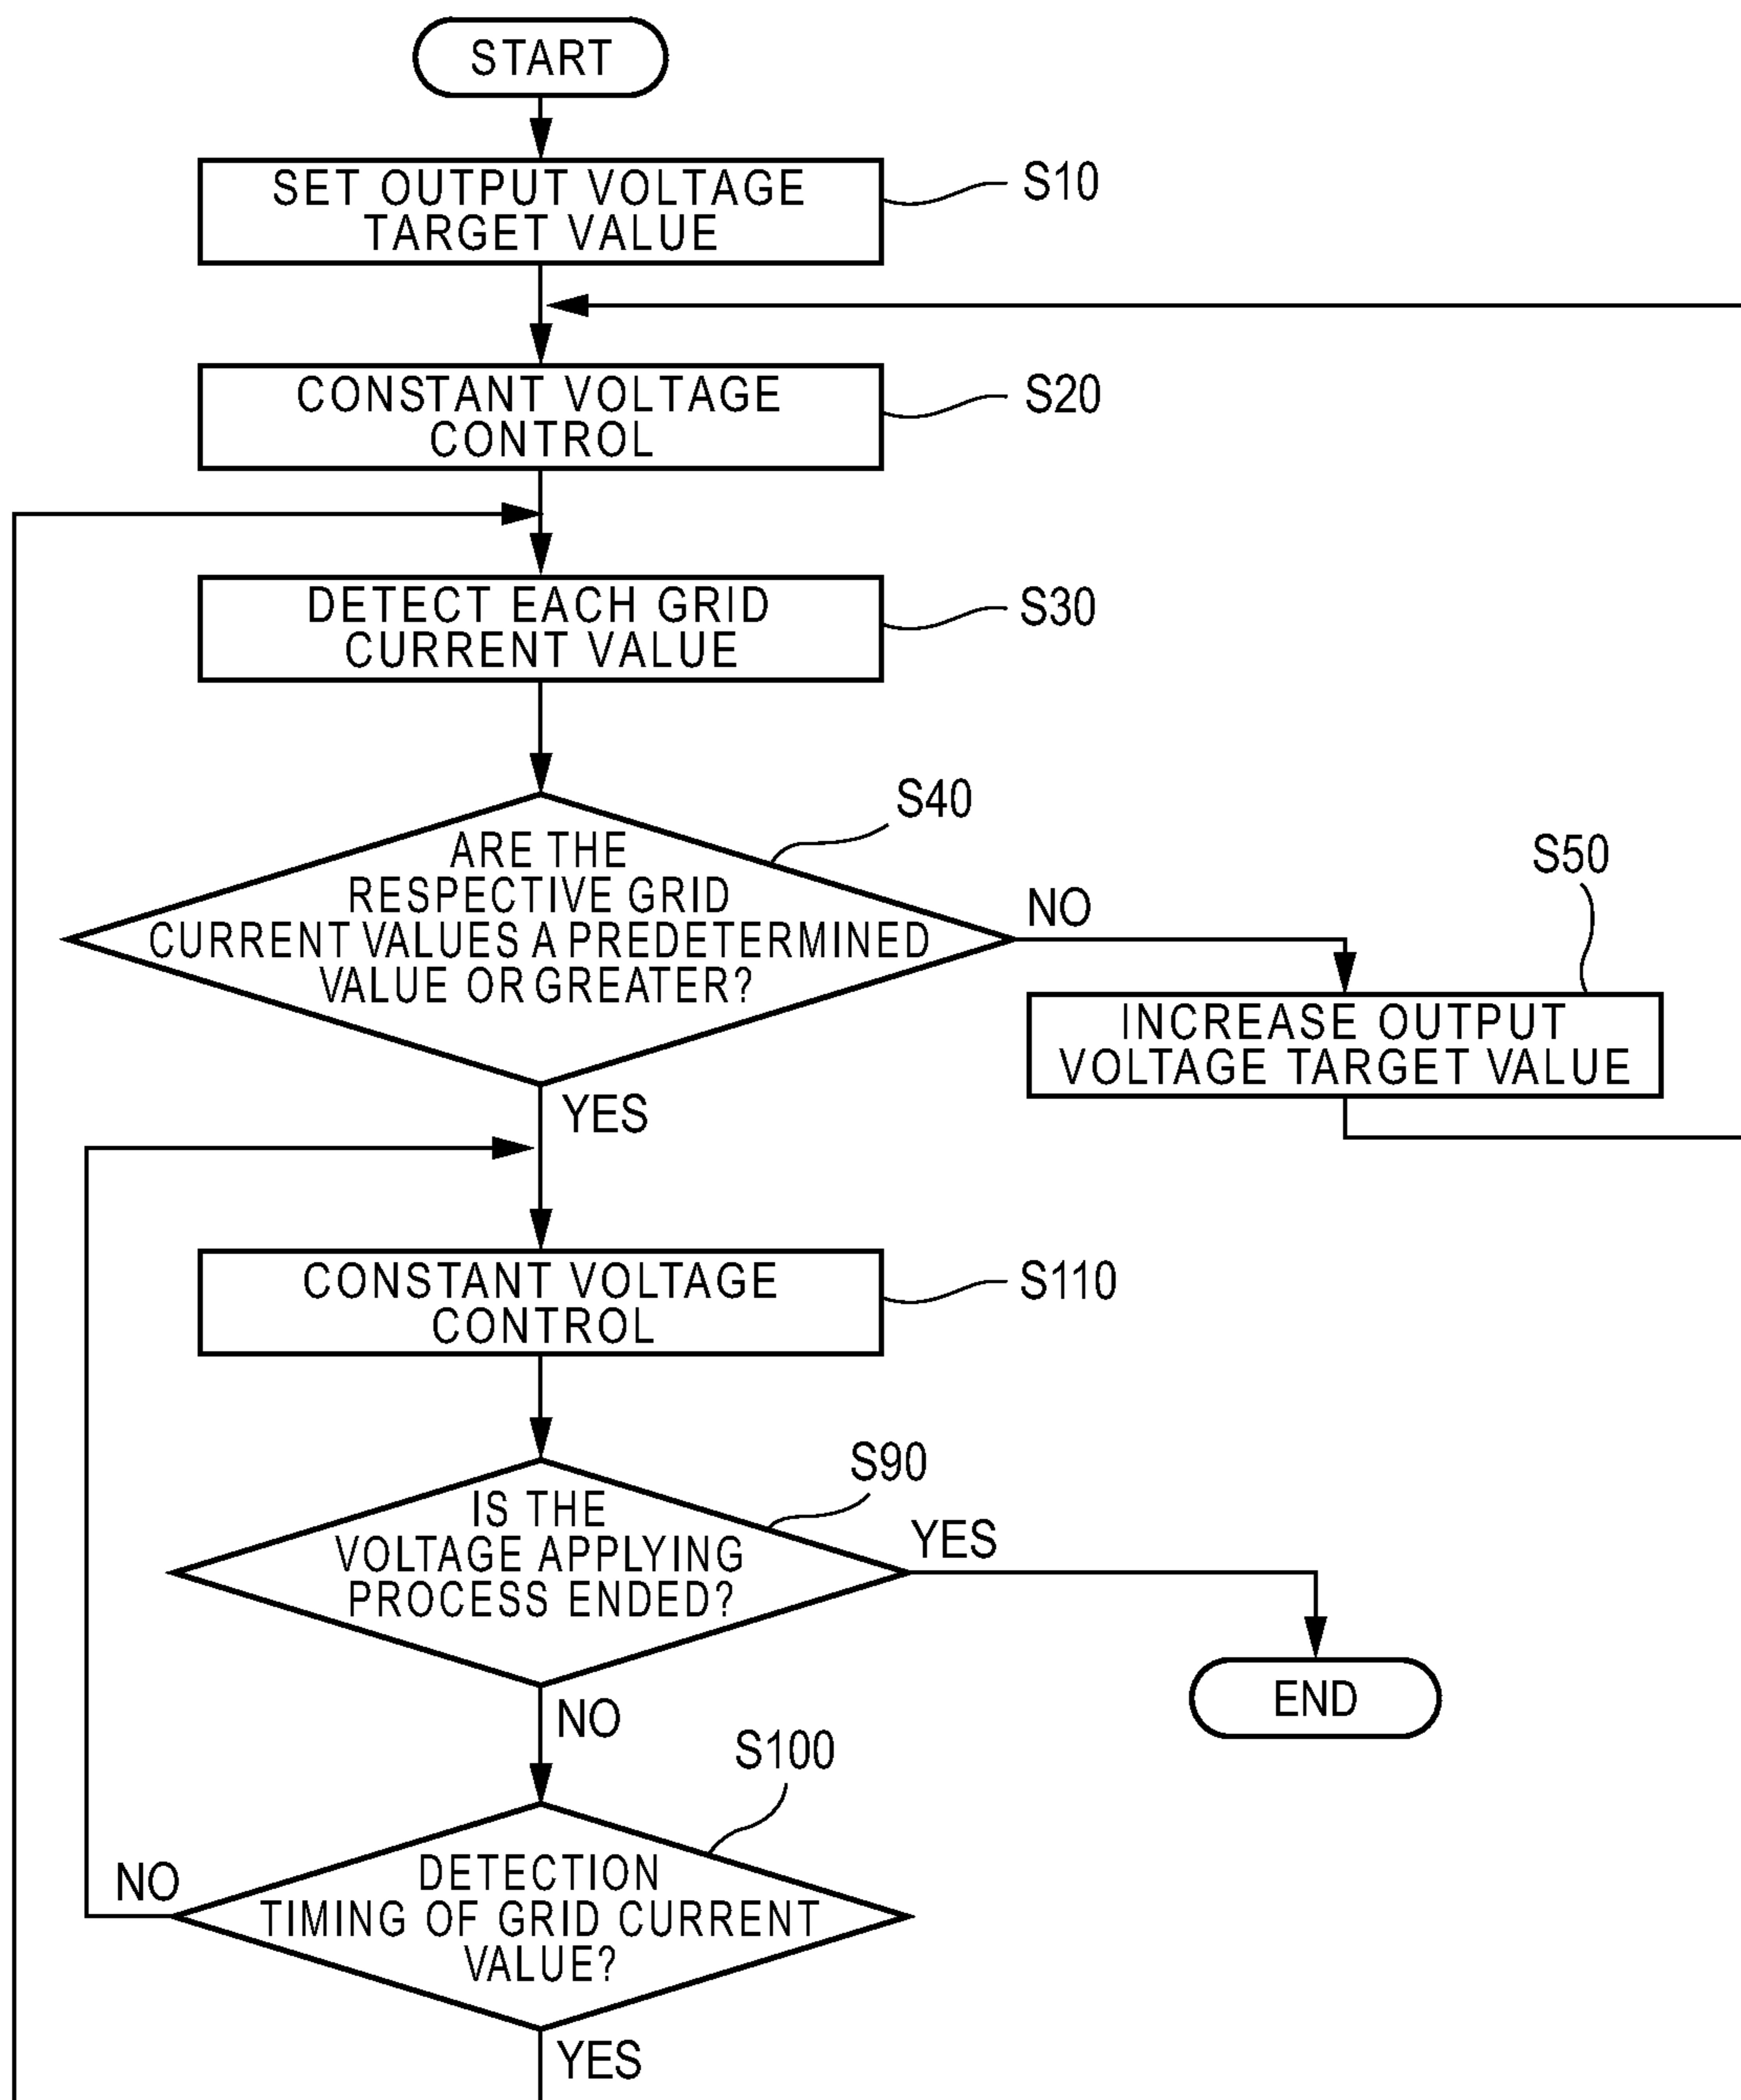 START
SET OUTPUT VOLTAGE
TARGET VALUE
S10
CONSTANT VOLTAGE
CONTROL
S20
DETECT EACH GRID
CURRENT VALUE
S30
S40
ARE THE
RESPECTIVE GRID
CURRENT VALUES A PREDETERMINED
VALUE OR GREATER?
NO
S50
INCREASE OUTPUT
VOLTAGE TARGET VALUE
YES
CONSTANT VOLTAGE
CONTROL
S110
S90
IS THE
VOLTAGE APPLYING
PROCESS ENDED?
YES
END
NO
S100
DETECTION
TIMING OF GRID CURRENT
VALUE?
NO
YES